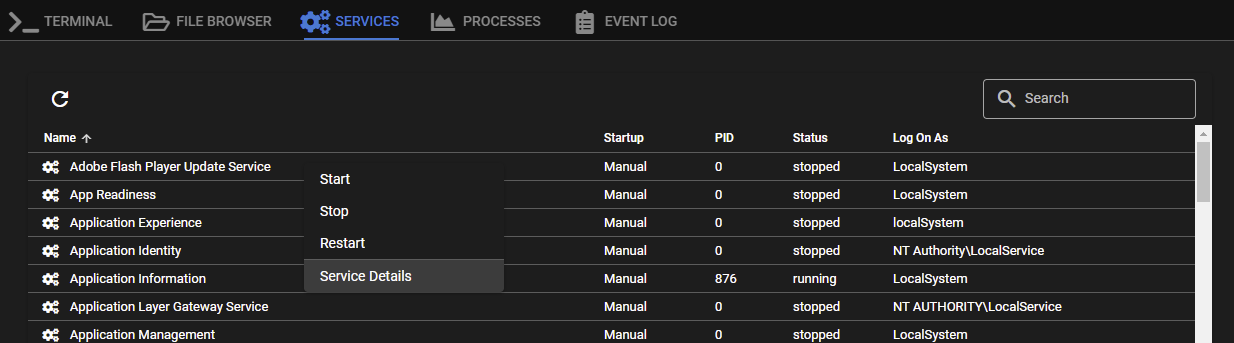 TERMINAL FILE BROWSER SERVICES PROCESSES EVENT LOG
Search
Name Startup PID Status Log On As
Adobe Flash Player Update Service Manual 0 stopped LocalSystem
Start
App Readiness Manual 0 stopped LocalSystem
Stop
Application Experience Manual 0 stopped localSystem
Restart
Application Identity Manual 0 stopped NT Authority\LocalService
Service Details
Application Information Manual 876 running LocalSystem
Application Layer Gateway Service Manual 0 stopped NT AUTHORITY\LocalService
Application Management Manual 0 stopped LocalSystem